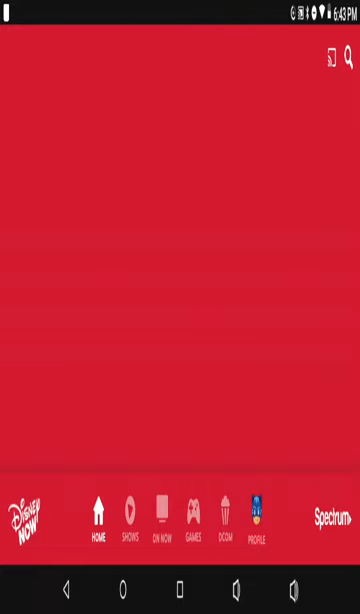 6:43 PM
DISNEY
NOW
HOME
SHOWS
ON NOW
GAMES
DCOM
PROFILE
Spectrum